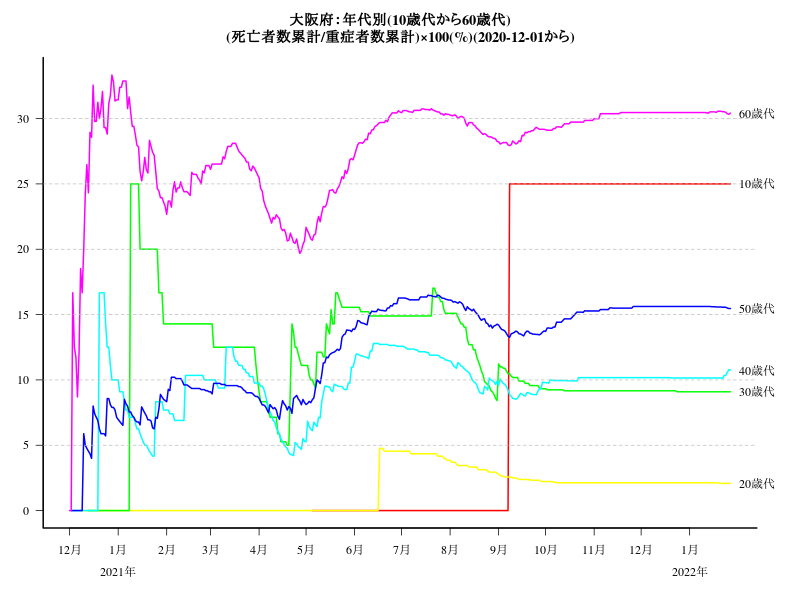 大阪府：年代別(10歳代から60歳代)
(死亡者数累計/重症者数累計)×100(%)(2020-12-01から)
30
25
20
15
10
5
0
60歳代
10歳代
50歳代
40歳代
30歳代
20歳代
12月 1月 2月 3月 4月 5月 6月 7月 8月 9月 10月 11月 12月 1月
2021年 2022年